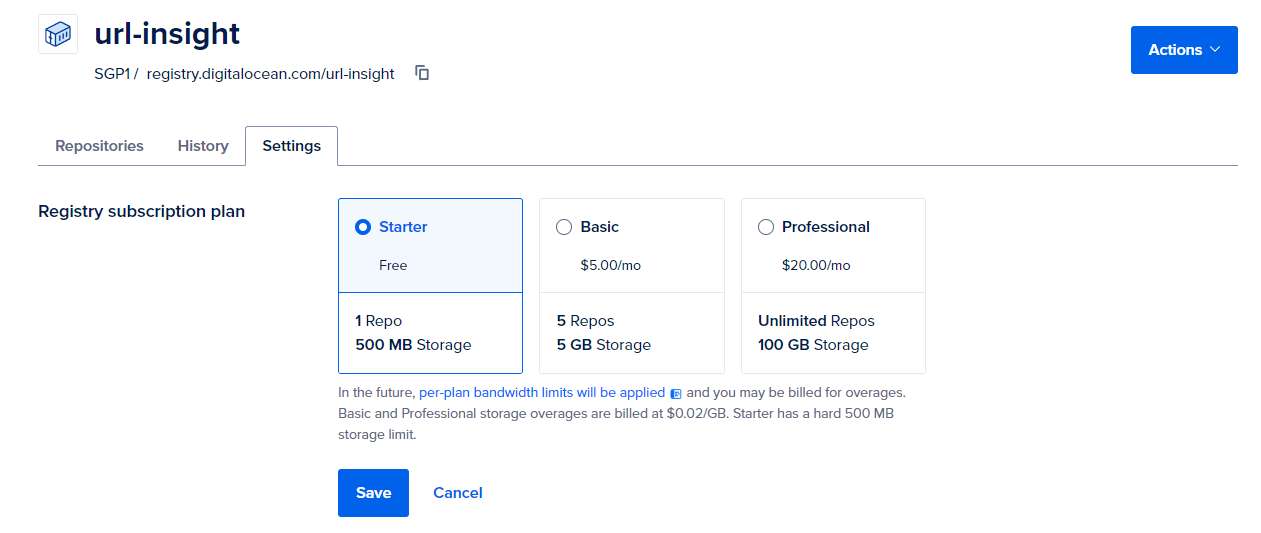 url-insight
SGP1 / registry.digitalocean.com/url-insight
Actions
Repositories History Settings
Registry subscription plan
Starter
Free
1 Repo
500 MB Storage
Basic
$5.00/mo
5 Repos
5 GB Storage
Professional
$20.00/mo
Unlimited Repos
100 GB Storage
In the future, per-plan bandwidth limits will be applied and you may be billed for overages.
Basic and Professional storage overages are billed at $0.02/GB. Starter has a hard 500 MB
storage limit.
Save Cancel